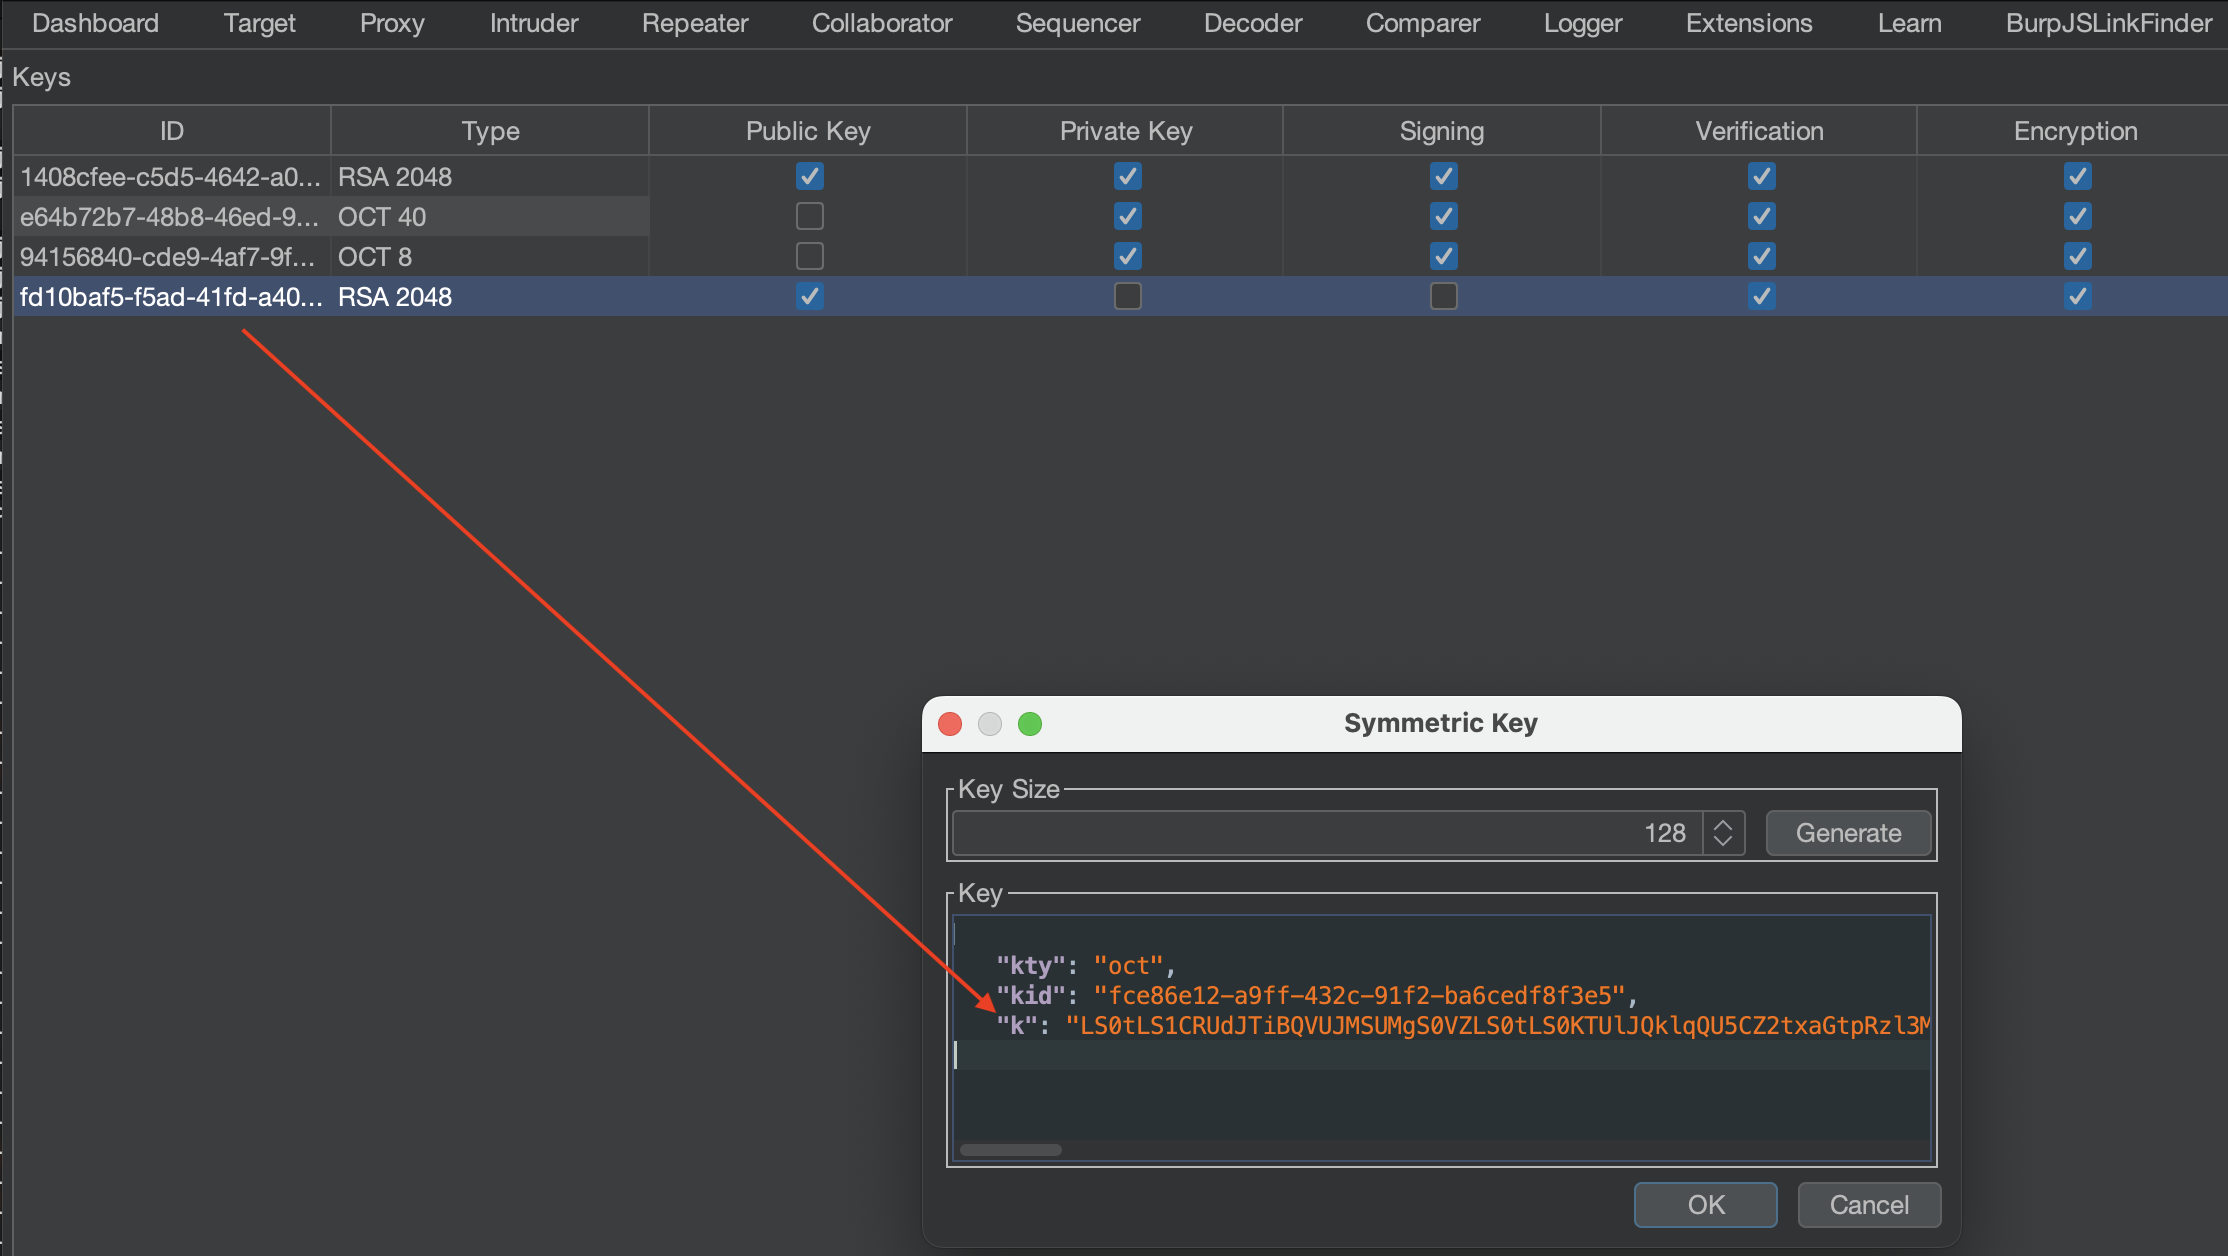 Dashboard Target Proxy Intruder Repeater Collaborator Sequencer Decoder Comparer Logger Extensions Learn BurpJSLinkFinder
Keys
ID Type Public Key Private Key Signing Verification Encryption
1408cfee-c5d5-4642-a0... RSA 2048
e64b72b7-48b8-46ed-9... OCT 40
94156840-cde9-4af7-9f... OCT 8
fd10baf5-f5ad-41fd-a40... RSA 2048
Symmetric Key
Key Size
128 Generate
Key
"kty": "oct",
"kid": "fce86e12-a9ff-432c-91f2-ba6cedf8f3e5",
"k": "LS0tLS1CRUdJTiBQVUJMSUMgS0VZLS0tLS0KTUlJQklqQU5CZ2txaGtpRzl3M
OK Cancel